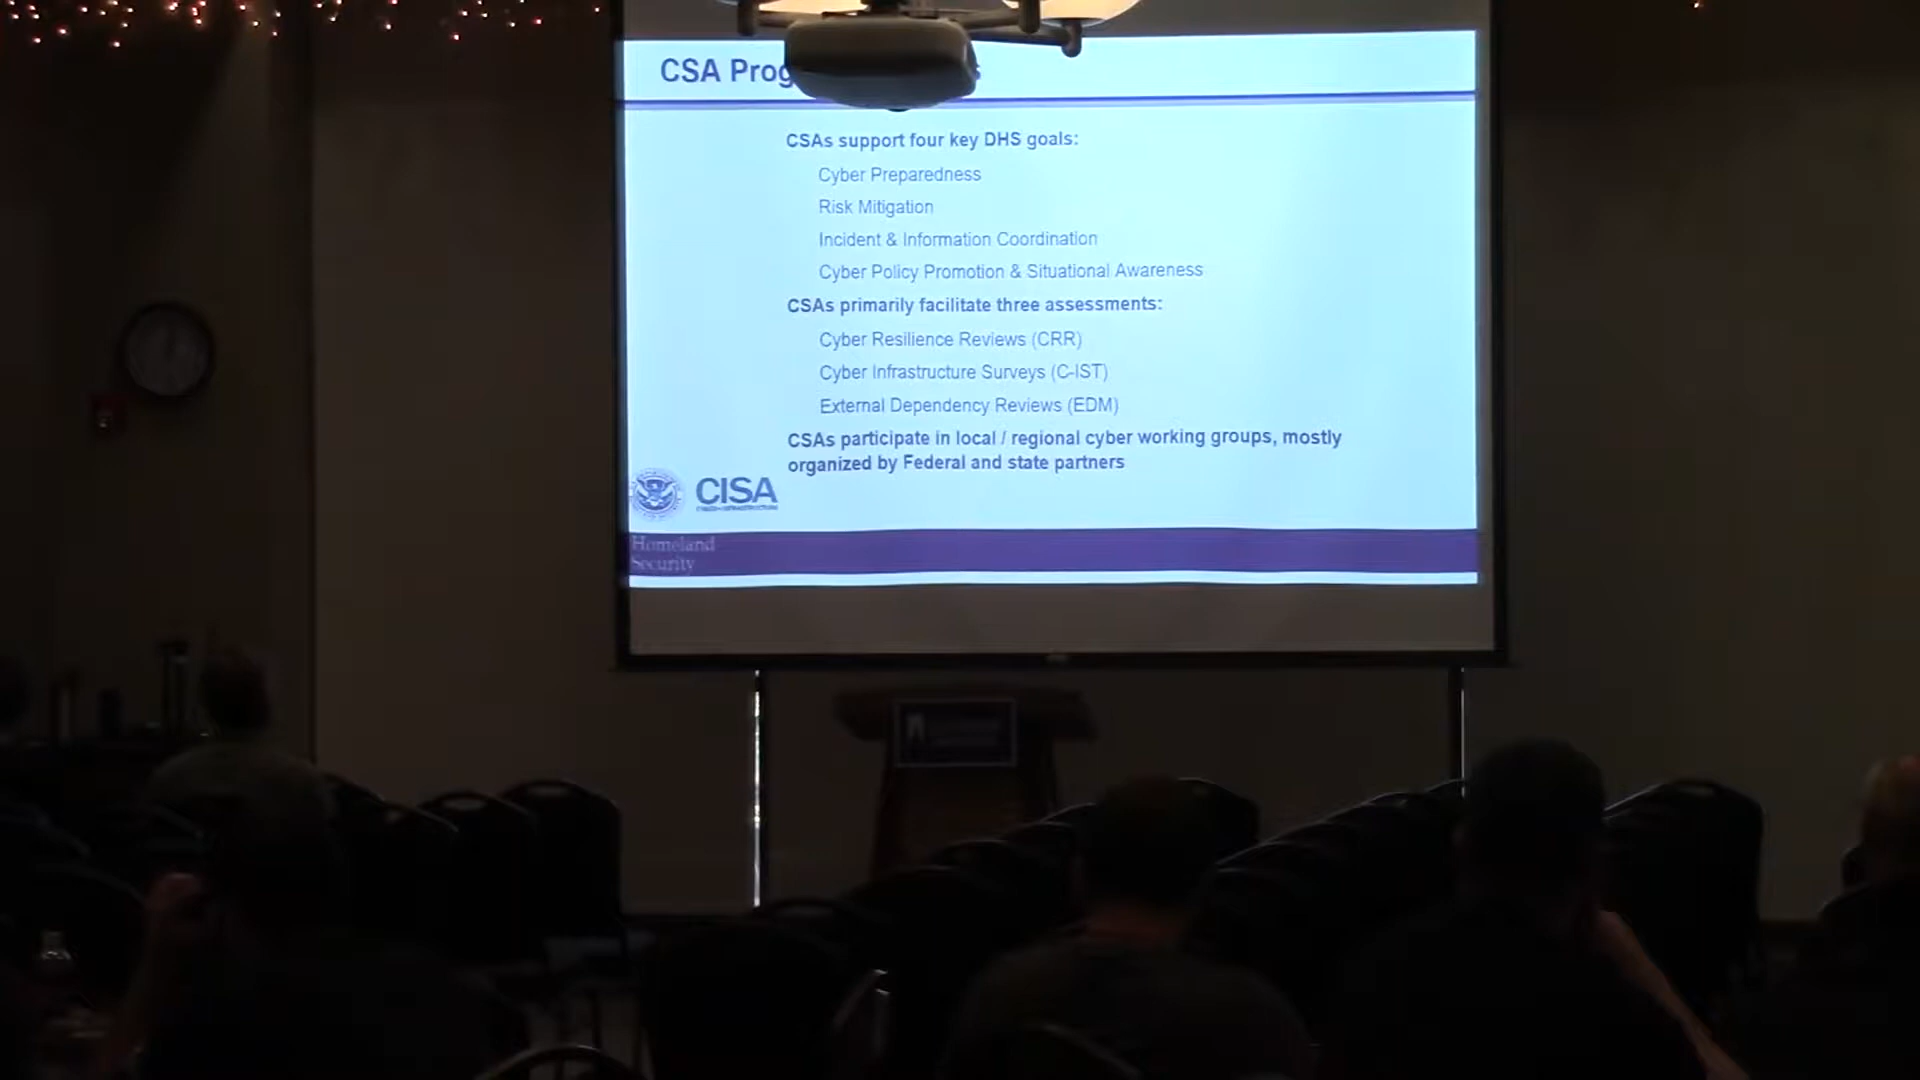 CSA Prog
CSAs support four key DHS goals:
Cyber Preparedness
Risk Mitigation
Incident & Information Coordination
Cyber Policy Promotion & Situational Awareness
CSAs primarily facilitate three assessments:
Cyber Resilience Reviews (CRR)
Cyber Infrastructure Surveys (C-IST)
External Dependency Reviews (EDM)
CSAs participate in local / regional cyber working groups, mostly
organized by Federal and state partners
CISA
Homeland
Security